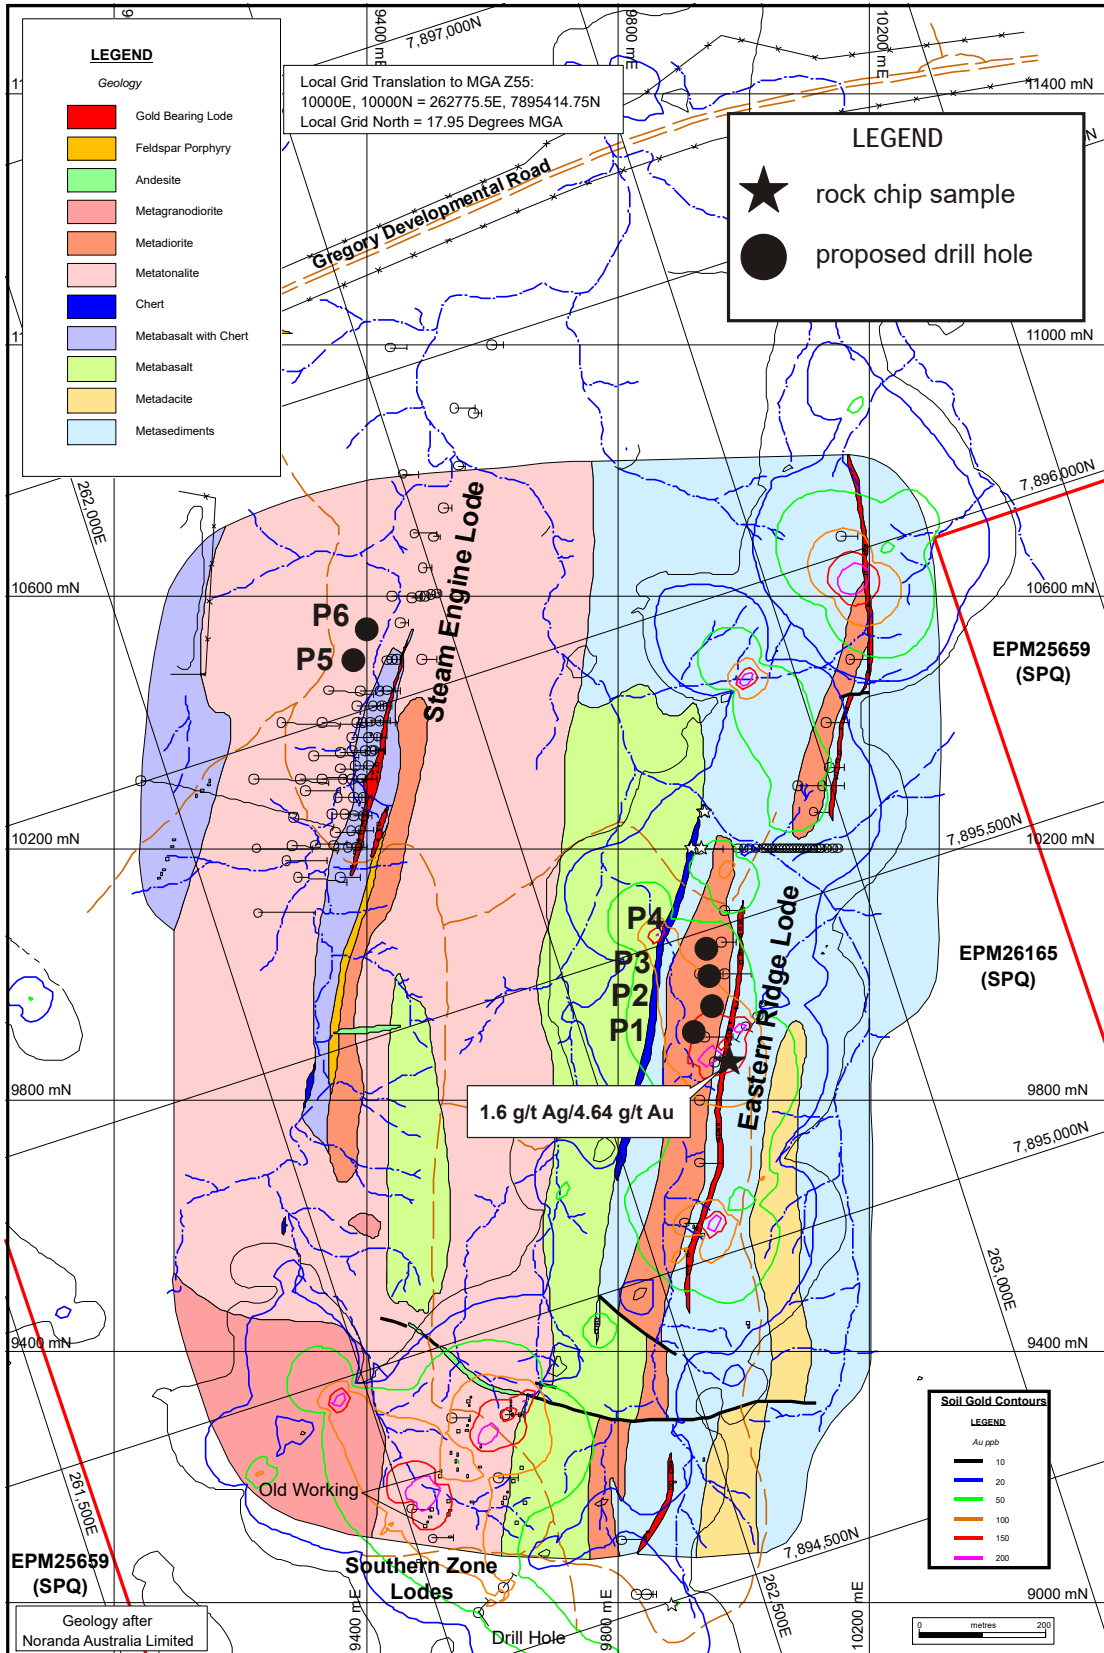 9400 mE
7,897,000N
9800 mE
10200 mE
LEGEND
Geology
Gold Bearing Lode
Feldspar Porphyry
Andesite
Metagranodiorite
Metadiorite
Metatonalite
Chert
Metabasalt with Chert
Metabasalt
Metadacite
Metasediments
Local Grid Translation to MGA Z55:
10000E, 10000N = 262775.5E, 7895414.75N
Local Grid North = 17.95 Degrees MGA
11400 mN
LEGEND
rock chip sample
proposed drill hole
Gregory Developmental Road
11000 mN
262,000E
7,896,000N
Steam Engine Lode
10600 mN
10600 mN
P6
P5
EPM25659
(SPQ)
10200 mN
7,895,500N
10200 mN
P4
P3
P2
P1
Eastern Ridge Lode
EPM26165
(SPQ)
9800 mN
1.6 g/t Ag/4.64 g/t Au
9800 mN
7,895,000N
263,000E
9400 mN
9400 mN
Soil Gold Contours
LEGEND
Au ppb
10
20
50
100
150
200
Old Working
261,500E
EPM25659
(SPQ)
Southern Zone
Lodes
7,894,500N
262,500E
9000 mN
Geology after
Noranda Australia Limited
9400 mE
Drill Hole
9800 mE
10200 mE
0 metres 200